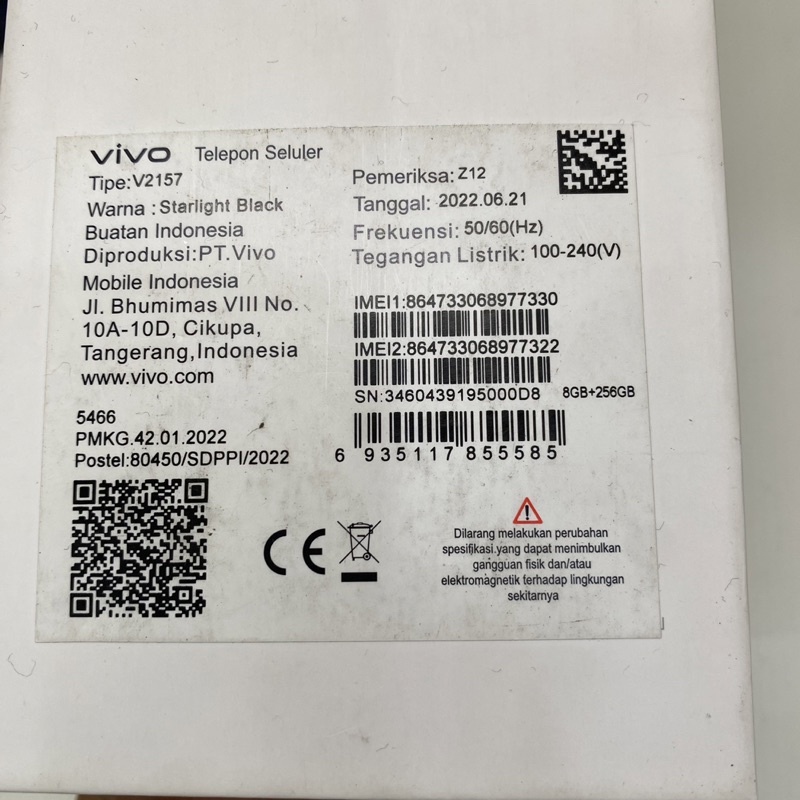 vivo Telepon Seluler
Tipe:V2157
Warna : Starlight Black
Buatan Indonesia
Diproduksi:PT.Vivo
Mobile Indonesia
Jl. Bhumimas VIII No.
10A-10D, Cikupa,
Tangerang,Indonesia
www.vivo.com
5466
PMKG.42.01.2022
Postel:80450/SDPPI/2022
Pemeriksa: Z12
Tanggal: 2022.06.21
Frekuensi: 50/60(Hz)
Tegangan Listrik: 100-240(V)
IMEI1:864733068977330
IMEI2:864733068977322
SN:3460439195000D8 8GB+256GB
6 935117 855585
CE
Dilarang melakukan perubahan
spesifikasi.yang dapat menimbulkan
gangguan fisik dan/atau
elektromagnetik terhadap lingkungan
sekitarnya